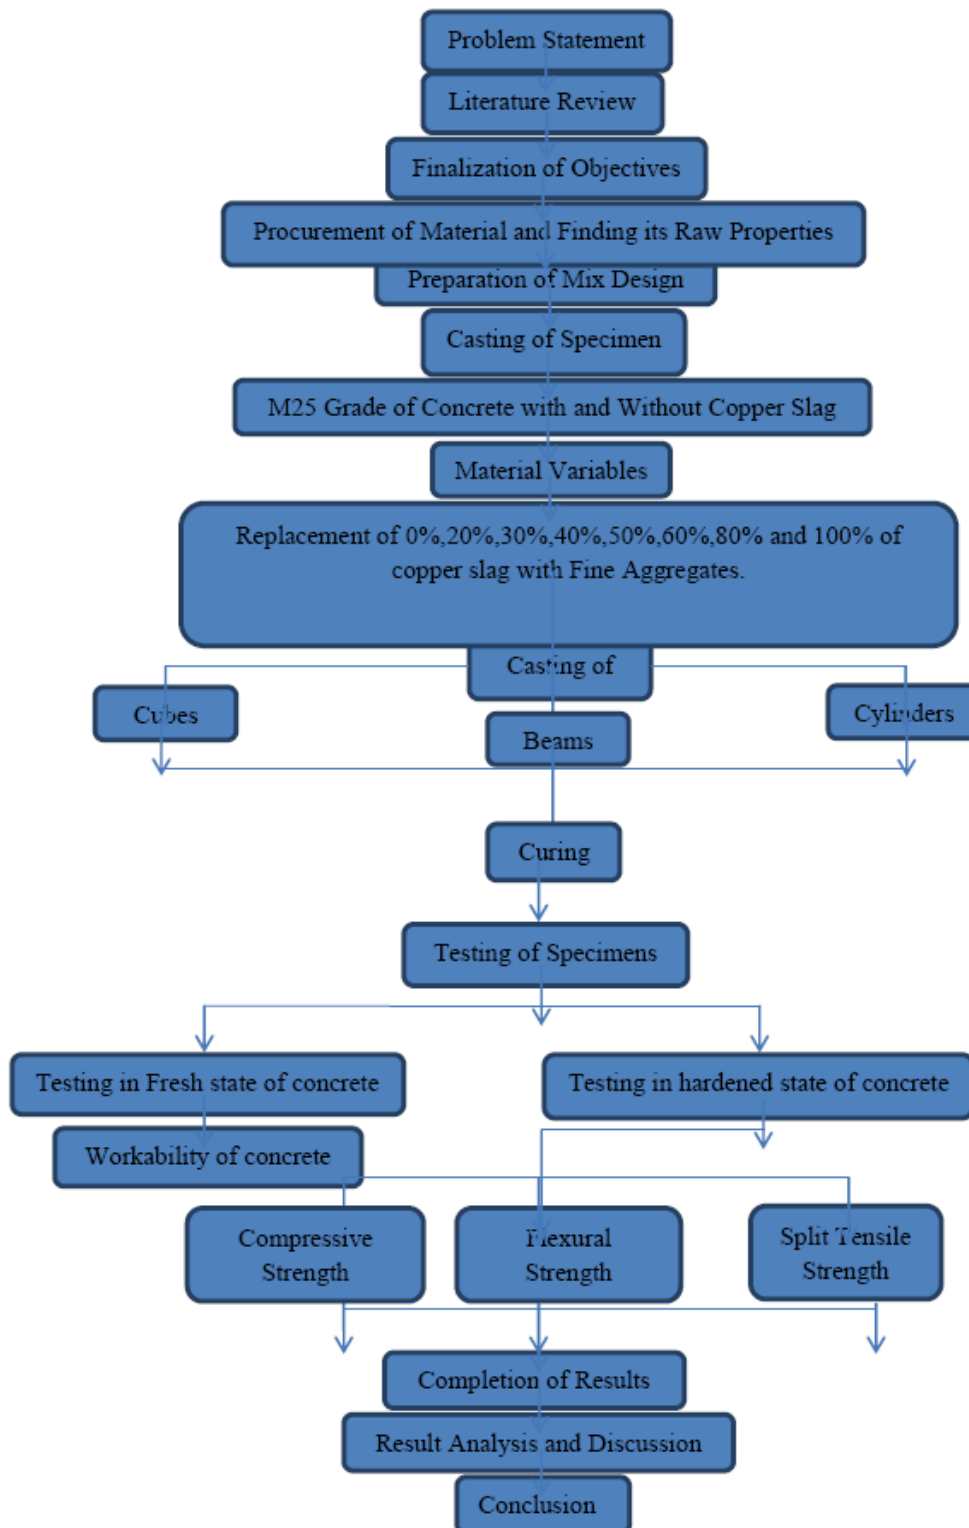 Problem Statement
Literature Review
Finalization of Objectives
Procurement of Material and Finding its Raw Properties
Preparation of Mix Design
Casting of Specimen
M25 Grade of Concrete with and Without Copper Slag
Material Variables
Replacement of 0%,20%,30%,40%,50%,60%,80% and 100% of
copper slag with Fine Aggregates.
Casting of
Cubes
Beams
Cylinders
Curing
Testing of Specimens
Testing in Fresh state of concrete
Testing in hardened state of concrete
Workability of concrete
Compressive
Strength
Flexural
Strength
Split Tensile
Strength
Completion of Results
Result Analysis and Discussion
Conclusion